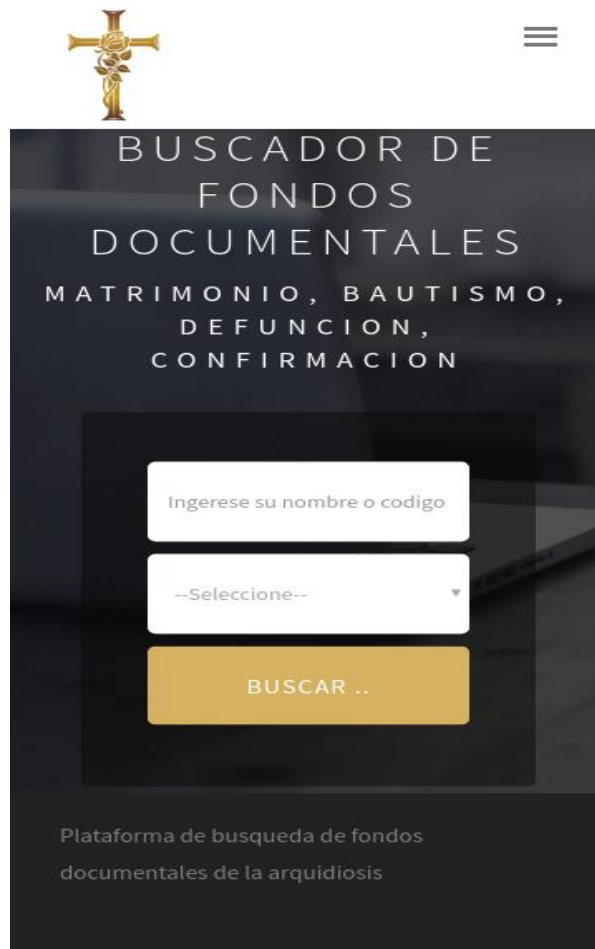 BUSCADOR DE
FONDOS
DOCUMENTALES
MATRIMONIO, BAUTISMO,
DEFUNCION,
CONFIRMACION
Ingerese su nombre o codigo
--Seleccione--
BUSCAR ..
Plataforma de busqueda de fondos
documentales de la arquidiosis